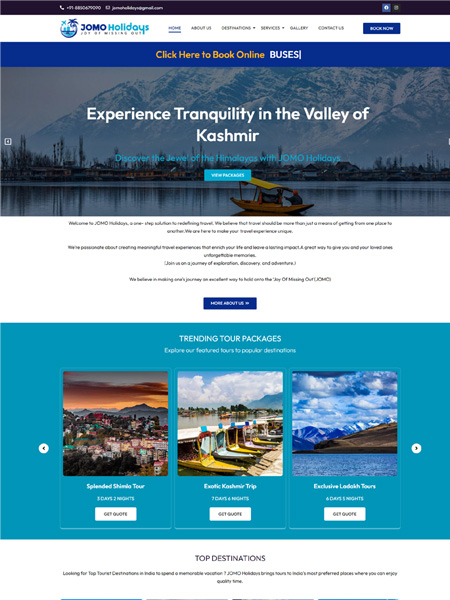 +91-8850679090 jomoholidays@gmail.com
JOMO Holidays
JOY OF MISSING OUT
HOME ABOUT US DESTINATIONS SERVICES GALLERY CONTACT US BOOK NOW
Click Here to Book Online BUSES|
Experience Tranquility in the Valley of
Kashmir
Discover the Jewel of the Himalayas with JOMO Holidays
VIEW PACKAGES
Welcome to JOMO Holidays, a one- step solution to redefining travel. We believe that travel should be more than just a means of getting from one place to
another.We are here to make your travel experience unique.
We're passionate about creating meaningful travel experiences that enrich your life and leave a lasting impact.A great way to give you and your loved ones
unforgettable memories.
(Join us on a journey of exploration, discovery, and adventure.)
We believe in making one's journey an excellent way to hold onto the 'Joy Of Missing Out'(JOMO)
MORE ABOUT US »
TRENDING TOUR PACKAGES
Explore our featured tours to popular destinations
Splended Shimla Tour
3 DAYS 2 NIGHTS
GET QUOTE
Exotic Kashmir Trip
7 DAYS 6 NIGHTS
GET QUOTE
Exclusive Ladakh Tours
6 DAYS 5 NIGHTS
GET QUOTE
TOP DESTINATIONS
Looking for Top Tourist Destinations in India to spend a memorable vacation ? JOMO Holidays brings tours to India's most preferred places where you can enjoy
quality time.